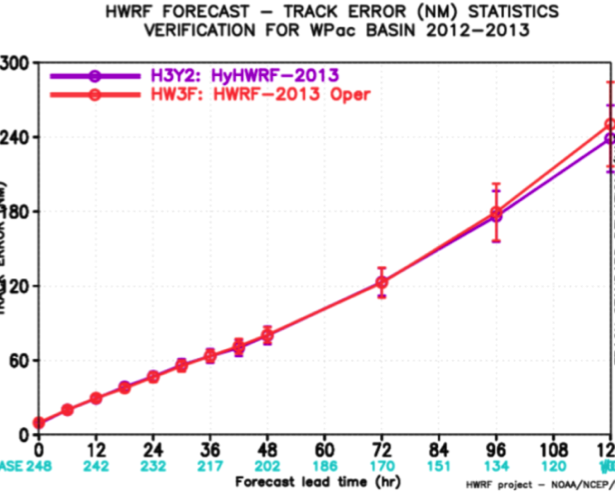 HWRF FORECAST – TRACK ERROR (NM) STATISTICS
VERIFICATION FOR WPac BASIN 2012–2013
H3Y2: HyHWRF–2013
HW3F: HWRF–2013 Oper
300
240
180
120
60
0
0 12 24 36 48 60 72 84 96 108
248 242 232 217 202 186 170 151 134 120
Forecast lead time (hr)
HWRF project – NOAA/NCEP/